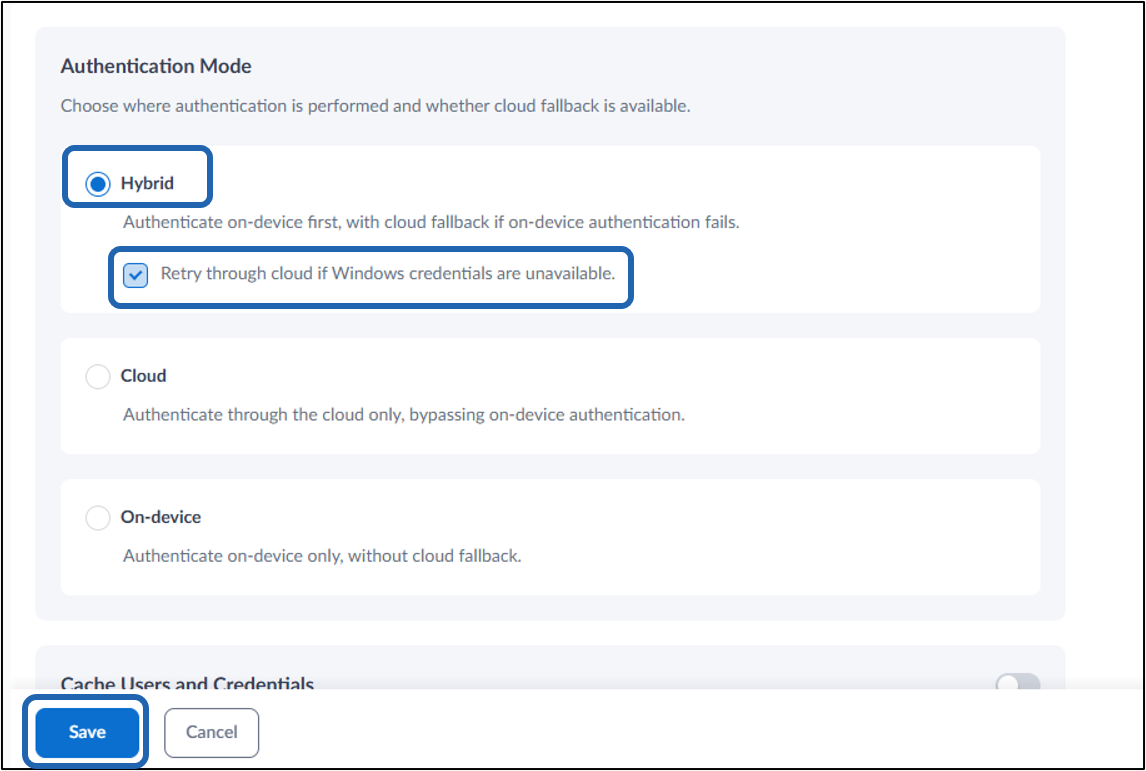 Authentication Mode
Choose where authentication is performed and whether cloud fallback is available.
Hybrid
Authenticate on-device first, with cloud fallback if on-device authentication fails.
Retry through cloud if Windows credentials are unavailable.
Cloud
Authenticate through the cloud only, bypassing on-device authentication.
On-device
Authenticate on-device only, without cloud fallback.
Cache Users and Credentials
Save
Cancel